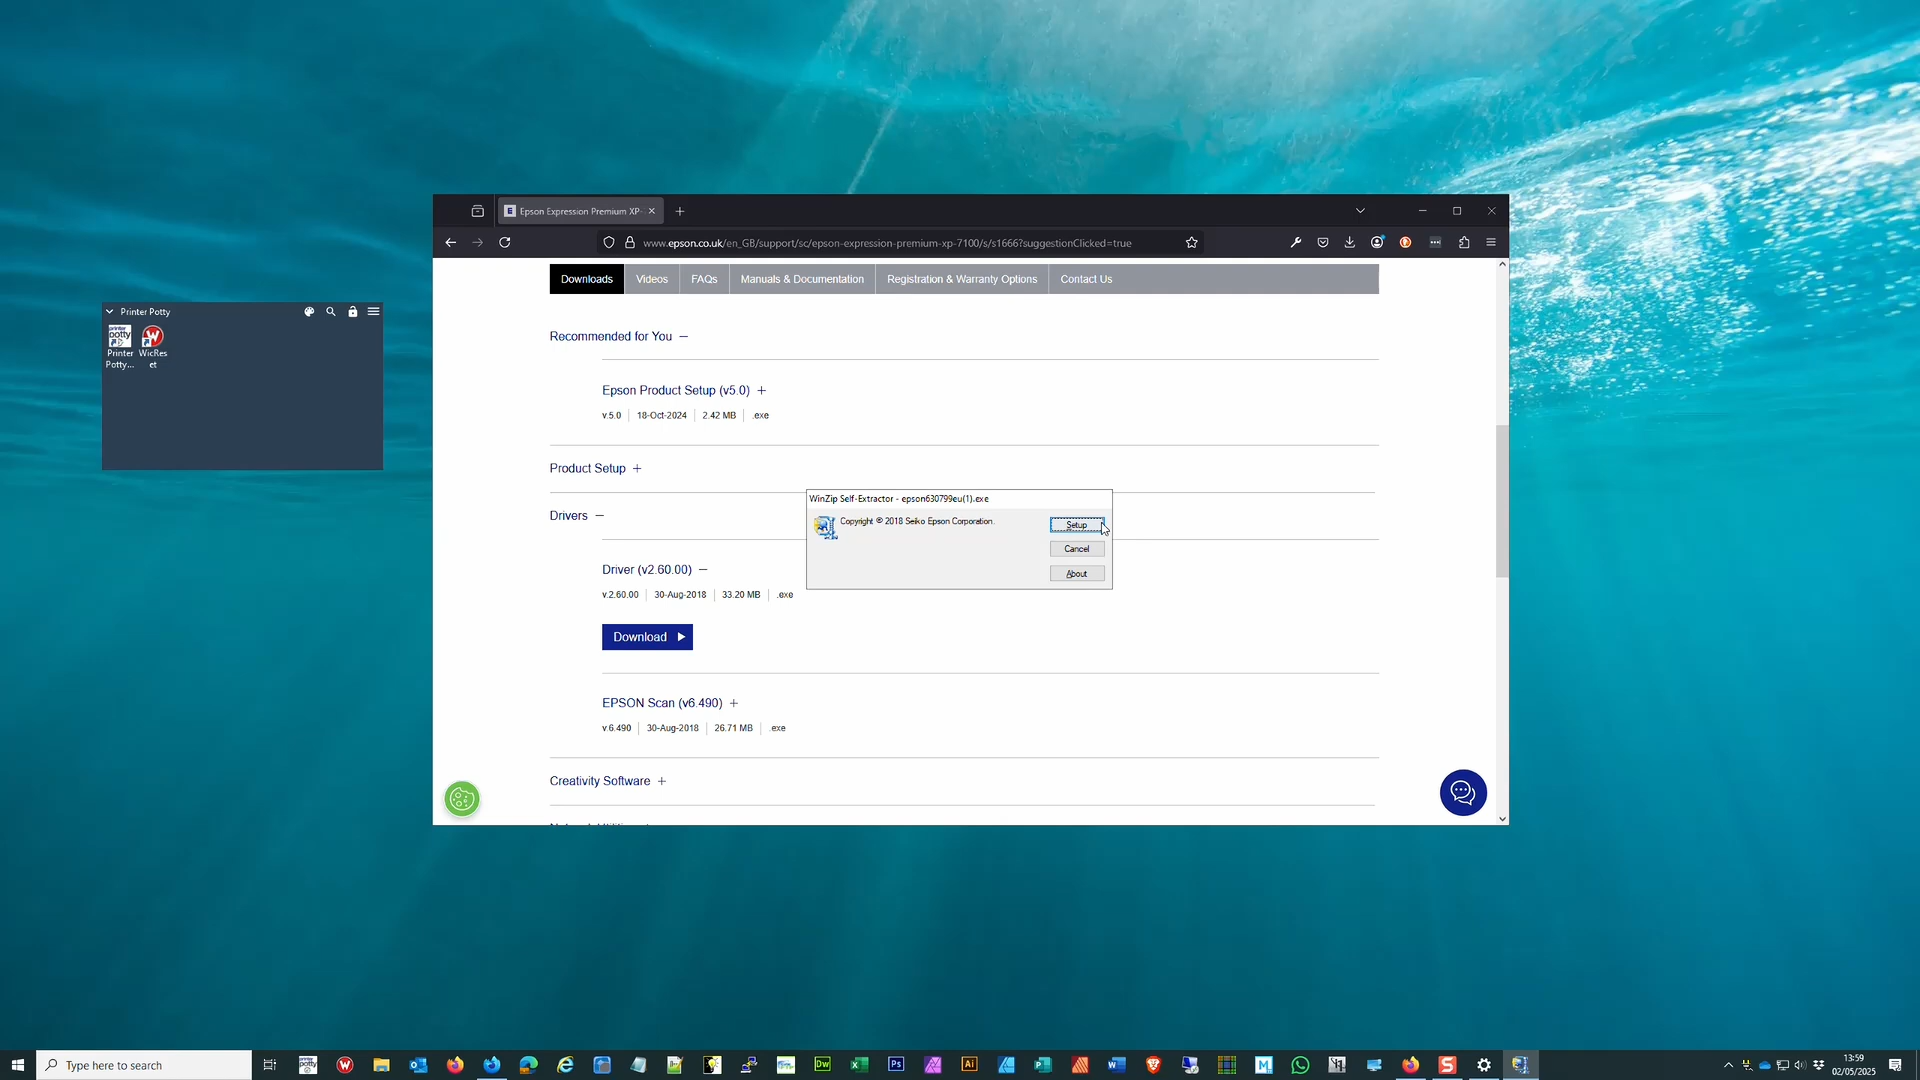 Epson Expression Premium XP-
www.epson.co.uk/en_GB/support/sc/epson-expression-premium-xp-7100/s/s1666?suggestionClicked=true
Downloads
Videos
FAQs
Manuals & Documentation
Registration & Warranty Options
Contact Us
Printer Potty
Printer Potty...
WicReset
Recommended for You
Epson Product Setup (v5.0) +
v.5.0 18-Oct-2024 2.42 MB .exe
Product Setup +
Drivers
WinZip Self-Extractor - epson630799eu(1).exe
Copyright © 2018 Seiko Epson Corporation.
Setup
Cancel
About
Driver (v2.60.00)
v.2.60.00 30-Aug-2018 33.20 MB .exe
Download
EPSON Scan (v6.490) +
v.6.490 30-Aug-2018 26.71 MB .exe
Creativity Software +
Type here to search
13:59
02/05/2025